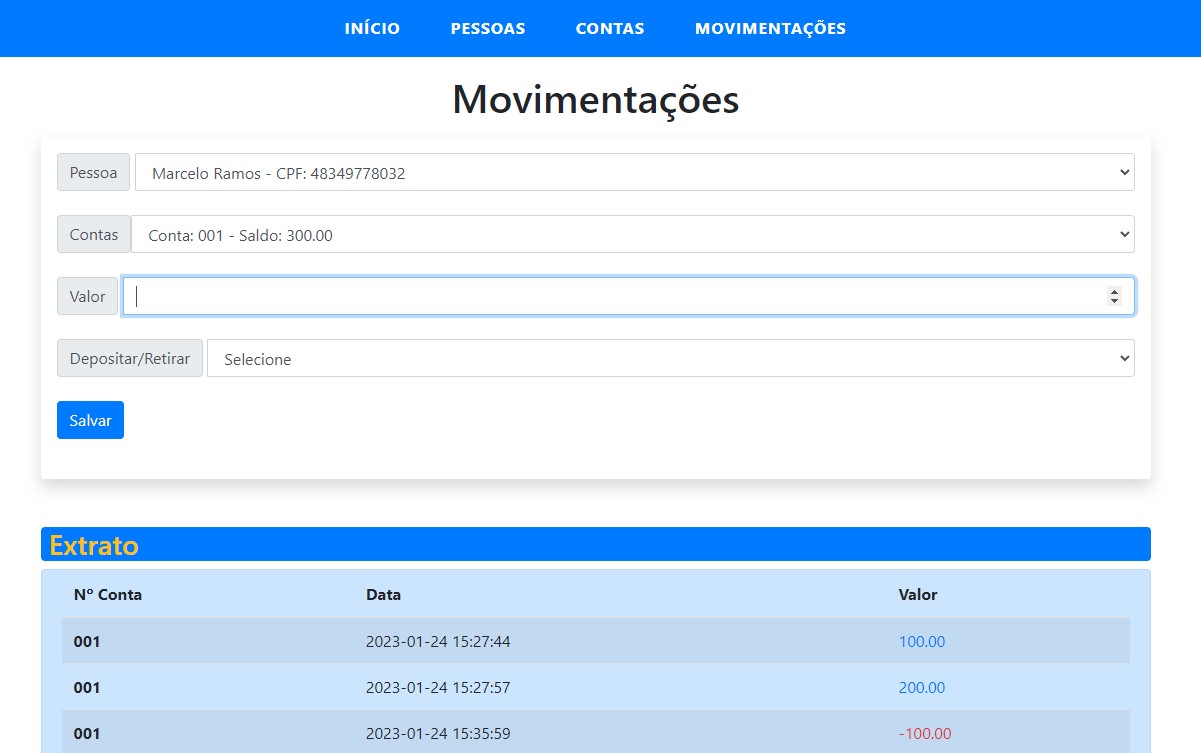 INÍCIO PESSOAS CONTAS MOVIMENTAÇÕES
Movimentações
Pessoa Marcelo Ramos - CPF: 48349778032
Contas Conta: 001 - Saldo: 300.00
Valor
Depositar/Retirar Selecione
Salvar
Extrato
Nº Conta Data Valor
001 2023-01-24 15:27:44 100.00
001 2023-01-24 15:27:57 200.00
001 2023-01-24 15:35:59 -100.00